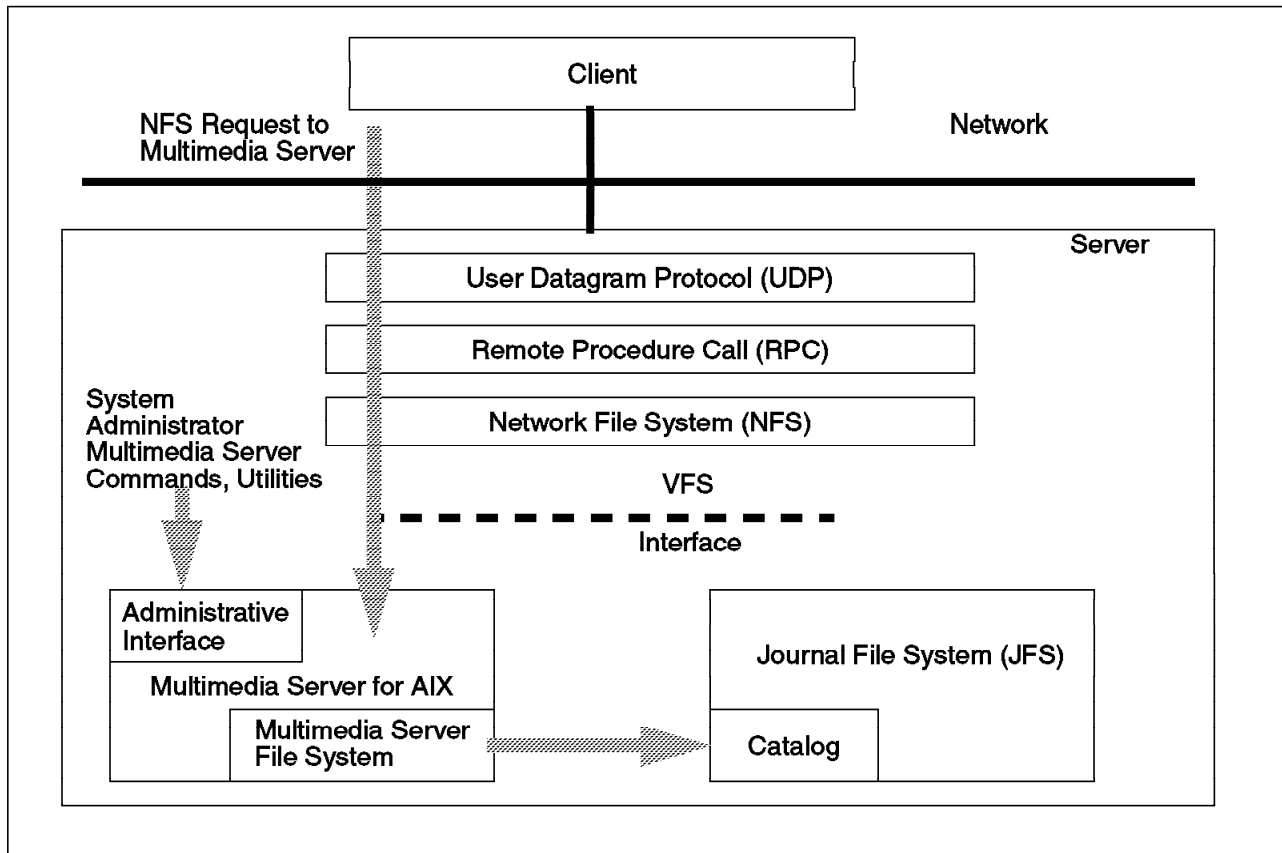 Client
NFS Request to
Multimedia Server
Network
Server
User Datagram Protocol (UDP)
Remote Procedure Call (RPC)
Network File System (NFS)
System
Administrator
Multimedia Server
Commands, Utilities
VFS
Interface
Administrative
Interface
Multimedia Server for AIX
Multimedia Server
File System
Journal File System (JFS)
Catalog